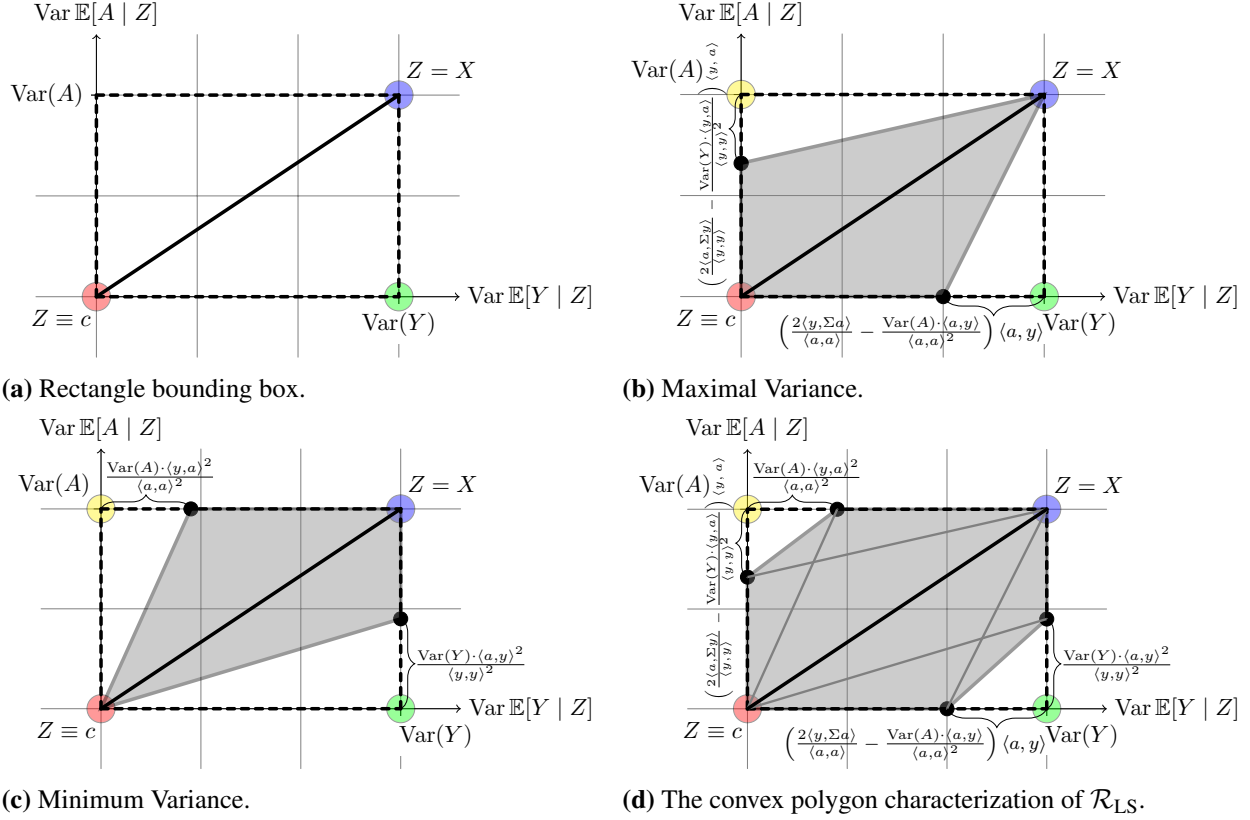 Var 𝔼[A | Z]
Z = X
Var(A)
Z ≡ c
Var(Y)
Var 𝔼[Y | Z]
(a) Rectangle bounding box.
Var 𝔼[A | Z]
Var(A)
Z = X
(2⟨a,Σy⟩/⟨y,y⟩ − Var(Y)·⟨y,a⟩/⟨y,y⟩²) ⟨y, a⟩
Var 𝔼[Y | Z]
Z ≡ c
Var(Y)
(2⟨y,Σa⟩/⟨a,a⟩ − Var(A)·⟨a,y⟩/⟨a,a⟩²) ⟨a, y⟩
(b) Maximal Variance.
Var 𝔼[A | Z]
Var(A)·⟨y,a⟩²/⟨a,a⟩²
Var(A)
Z = X
Var(Y)·⟨a,y⟩²/⟨y,y⟩²
Var 𝔼[Y | Z]
Z ≡ c
Var(Y)
(c) Minimum Variance.
Var 𝔼[A | Z]
Var(A)·⟨y,a⟩²/⟨a,a⟩²
Var(A)
Z = X
(2⟨a,Σy⟩/⟨y,y⟩ − Var(Y)·⟨y,a⟩/⟨y,y⟩²) ⟨y, a⟩
Var(Y)·⟨a,y⟩²/⟨y,y⟩²
Var 𝔼[Y | Z]
Z ≡ c
Var(Y)
(2⟨y,Σa⟩/⟨a,a⟩ − Var(A)·⟨a,y⟩/⟨a,a⟩²) ⟨a, y⟩
(d) The convex polygon characterization of ℛ_LS.